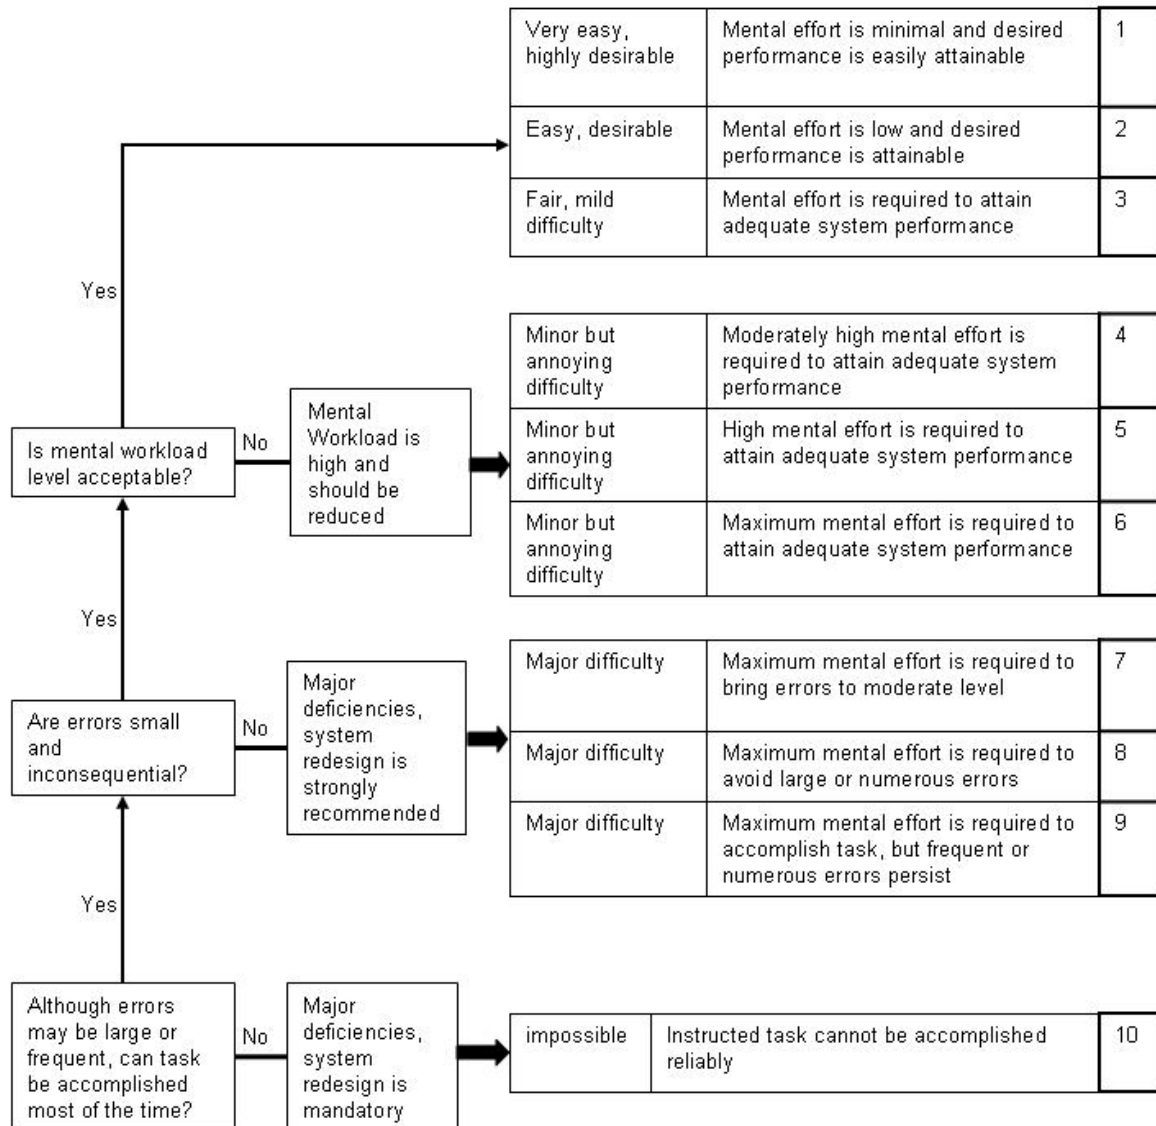 Very easy,
highly desirable
Mental effort is minimal and desired
performance is easily attainable
1
Easy, desirable
Mental effort is low and desired
performance is attainable
2
Fair, mild
difficulty
Mental effort is required to attain
adequate system performance
3
Yes
Minor but
annoying
difficulty
Moderately high mental effort is
required to attain adequate system
performance
4
Is mental workload
level acceptable?
No
Mental
Workload is
high and
should be
reduced
Minor but
annoying
difficulty
High mental effort is required to
attain adequate system performance
5
Minor but
annoying
difficulty
Maximum mental effort is required to
attain adequate system performance
6
Yes
Are errors small
and
inconsequential?
No
Major
deficiencies,
system
redesign is
strongly
recommended
Major difficulty
Maximum mental effort is required to
bring errors to moderate level
7
Major difficulty
Maximum mental effort is required to
avoid large or numerous errors
8
Major difficulty
Maximum mental effort is required to
accomplish task, but frequent or
numerous errors persist
9
Yes
Although errors
may be large or
frequent, can task
be accomplished
most of the time?
No
Major
deficiencies,
system
redesign is
mandatory
impossible
Instructed task cannot be accomplished
reliably
10